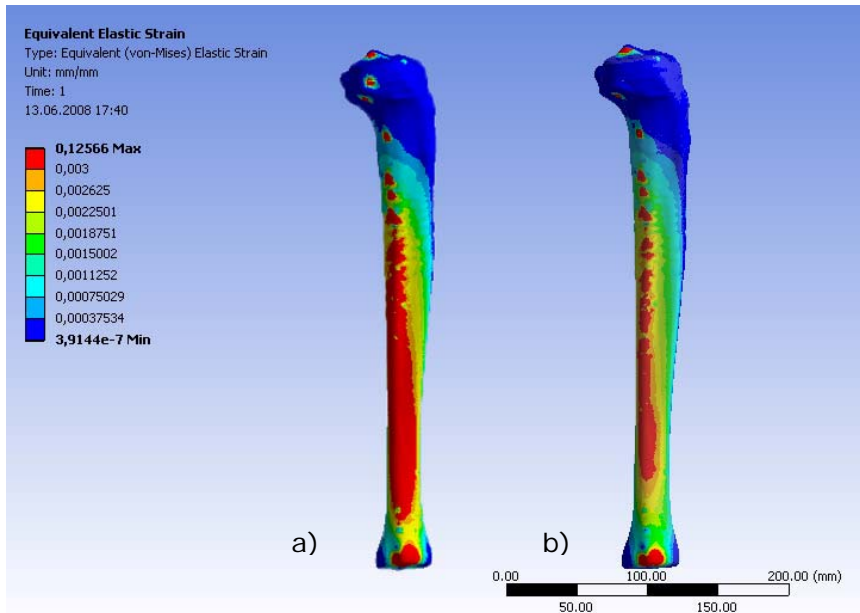 Equivalent Elastic Strain
Type: Equivalent (von-Mises) Elastic Strain
Unit: mm/mm
Time: 1
13.06.2008 17:40
0,12566 Max
0,003
0,002625
0,0022501
0,0018751
0,0015002
0,0011252
0,00075029
0,00037534
3,9144e-7 Min
a)
b)
0.00 100.00 200.00 (mm)
50.00 150.00